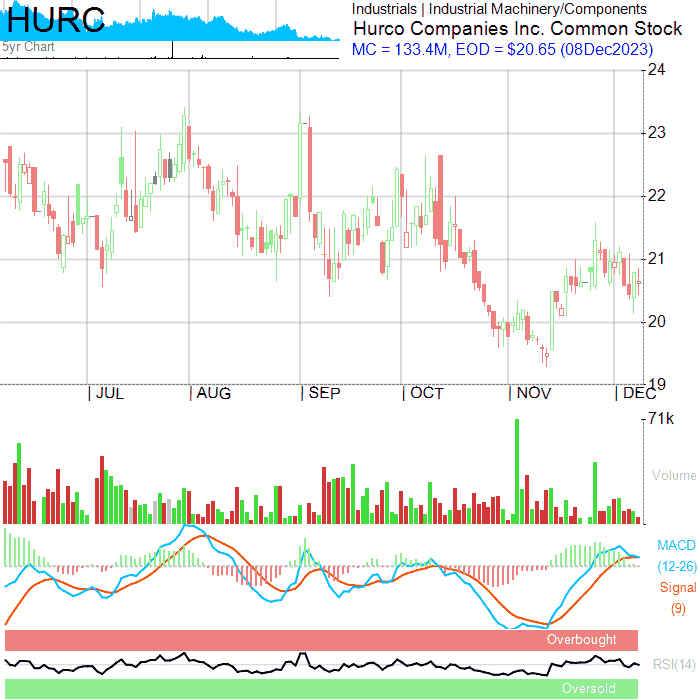 HURC
5yr Chart
Industrials | Industrial Machinery/Components
Hurco Companies Inc. Common Stock
MC = 133.4M, EOD = $20.65 (08Dec2023)
24
23
22
21
20
19
JUL AUG SEP OCT NOV DEC
71k
Volume
MACD
(12-26)
Signal
(9)
Overbought
RSI(14)
Oversold